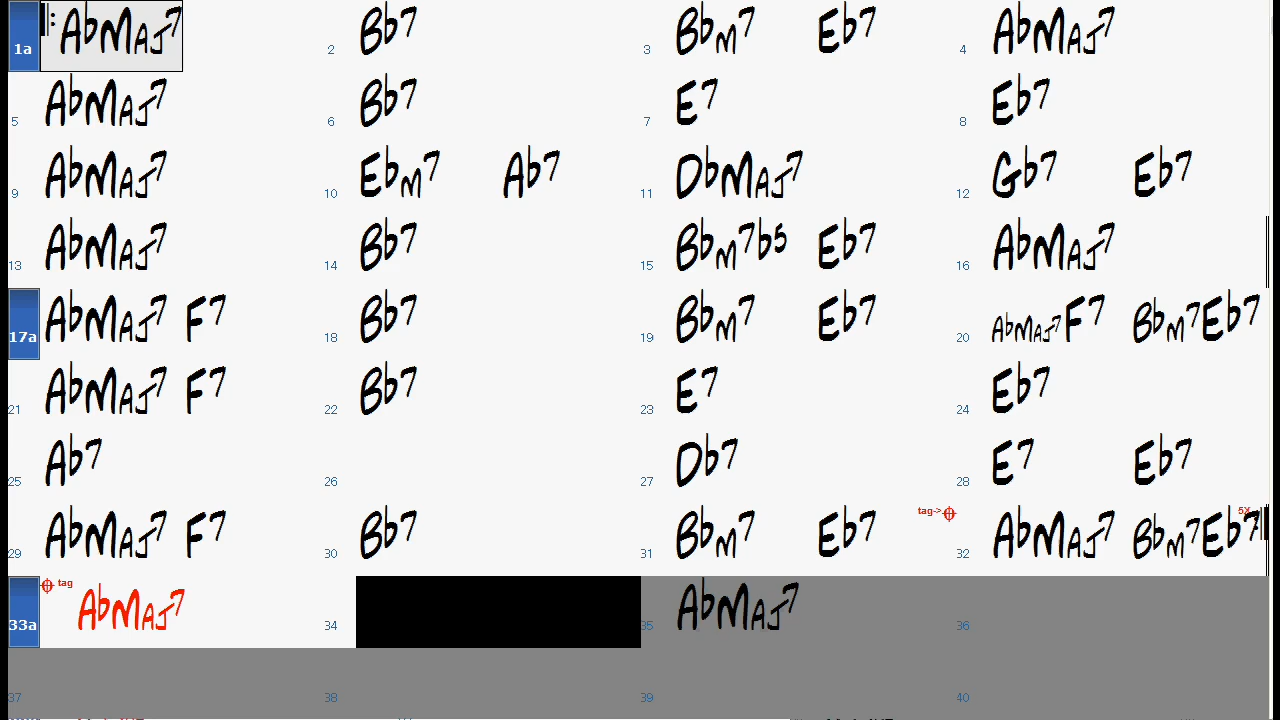 1a AbMAJ7 2 Bb7 3 Bbm7 Eb7 4 AbMAJ7
5 AbMAJ7 6 Bb7 7 E7 8 Eb7
9 AbMAJ7 10 Ebm7 Ab7 11 DbMAJ7 12 Gb7 Eb7
13 AbMAJ7 14 Bb7 15 Bbm7b5 Eb7 16 AbMAJ7
17a AbMAJ7 F7 18 Bb7 19 Bbm7 Eb7 20 AbMAJ7 F7 Bbm7 Eb7
21 AbMAJ7 F7 22 Bb7 23 E7 24 Eb7
25 Ab7 26 27 Db7 28 E7 Eb7
tag-> 5X
29 AbMAJ7 F7 30 Bb7 31 Bbm7 Eb7 32 AbMAJ7 Bbm7 Eb7
tag
33a AbMAJ7 34 35 AbMAJ7 36
37 38 39 40